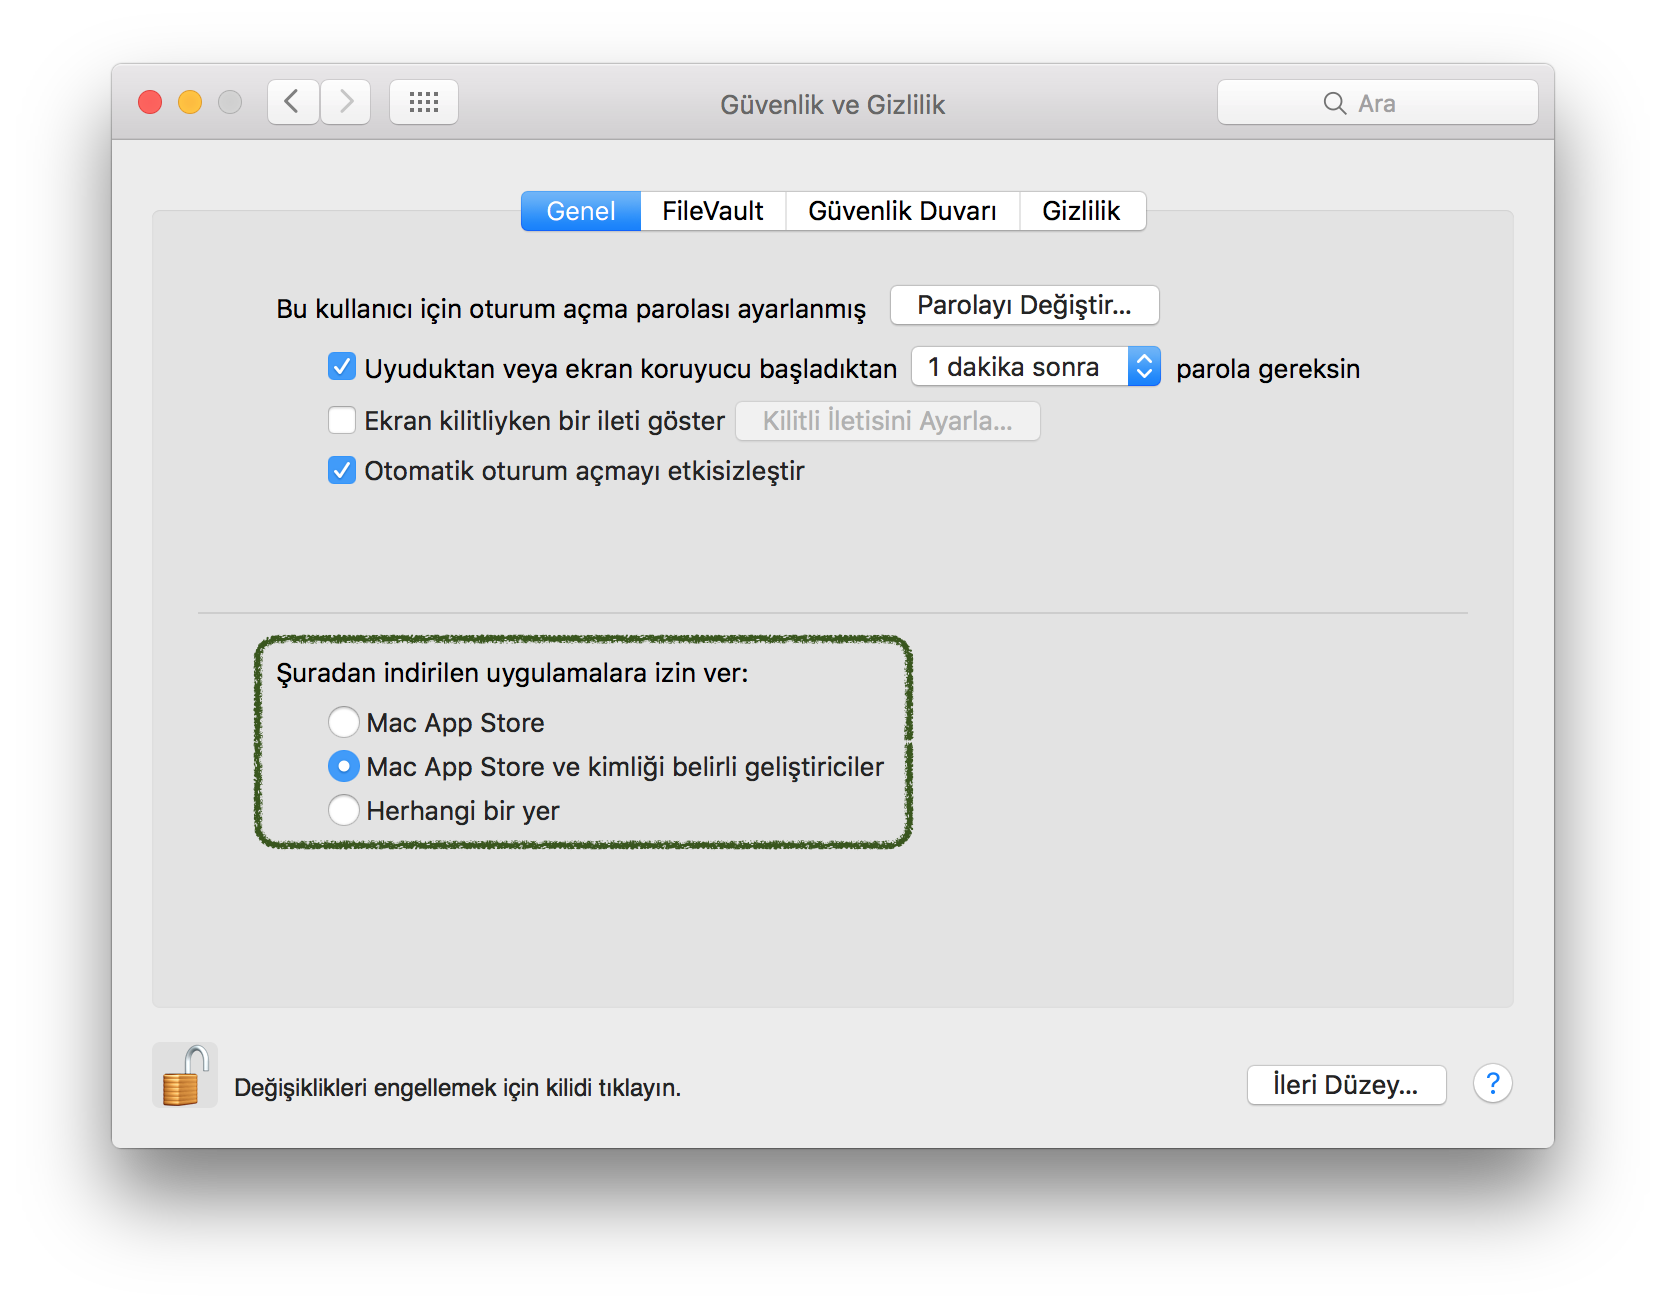 Güvenlik ve Gizlilik
Ara
Genel FileVault Güvenlik Duvarı Gizlilik
Bu kullanıcı için oturum açma parolası ayarlanmış Parolayı Değiştir...
Uyuduktan veya ekran koruyucu başladıktan 1 dakika sonra parola gereksin
Ekran kilitliyken bir ileti göster Kilitli İletisini Ayarla...
Otomatik oturum açmayı etkisizleştir
Şuradan indirilen uygulamalara izin ver:
Mac App Store
Mac App Store ve kimliği belirli geliştiriciler
Herhangi bir yer
Değişiklikleri engellemek için kilidi tıklayın. İleri Düzey... ?